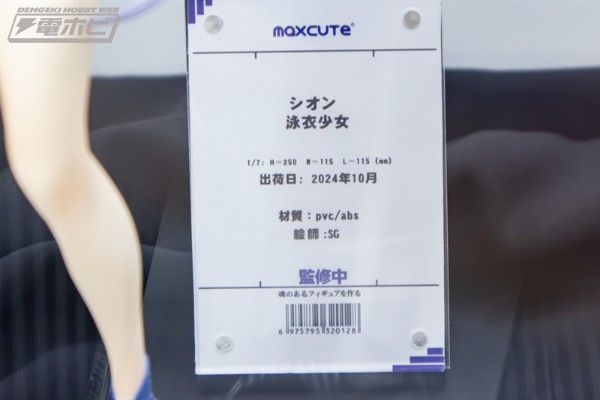 DENGEKI HOBBY WEB
電ホビ
maxcute®
シオン
泳衣少女
1/7: H~250 W~115 L~115 (mm)
出荷日: 2024年10月
材質：pvc/abs
絵師:SG
監修中
魂のあるフィギュアを作る
6 975795 320128